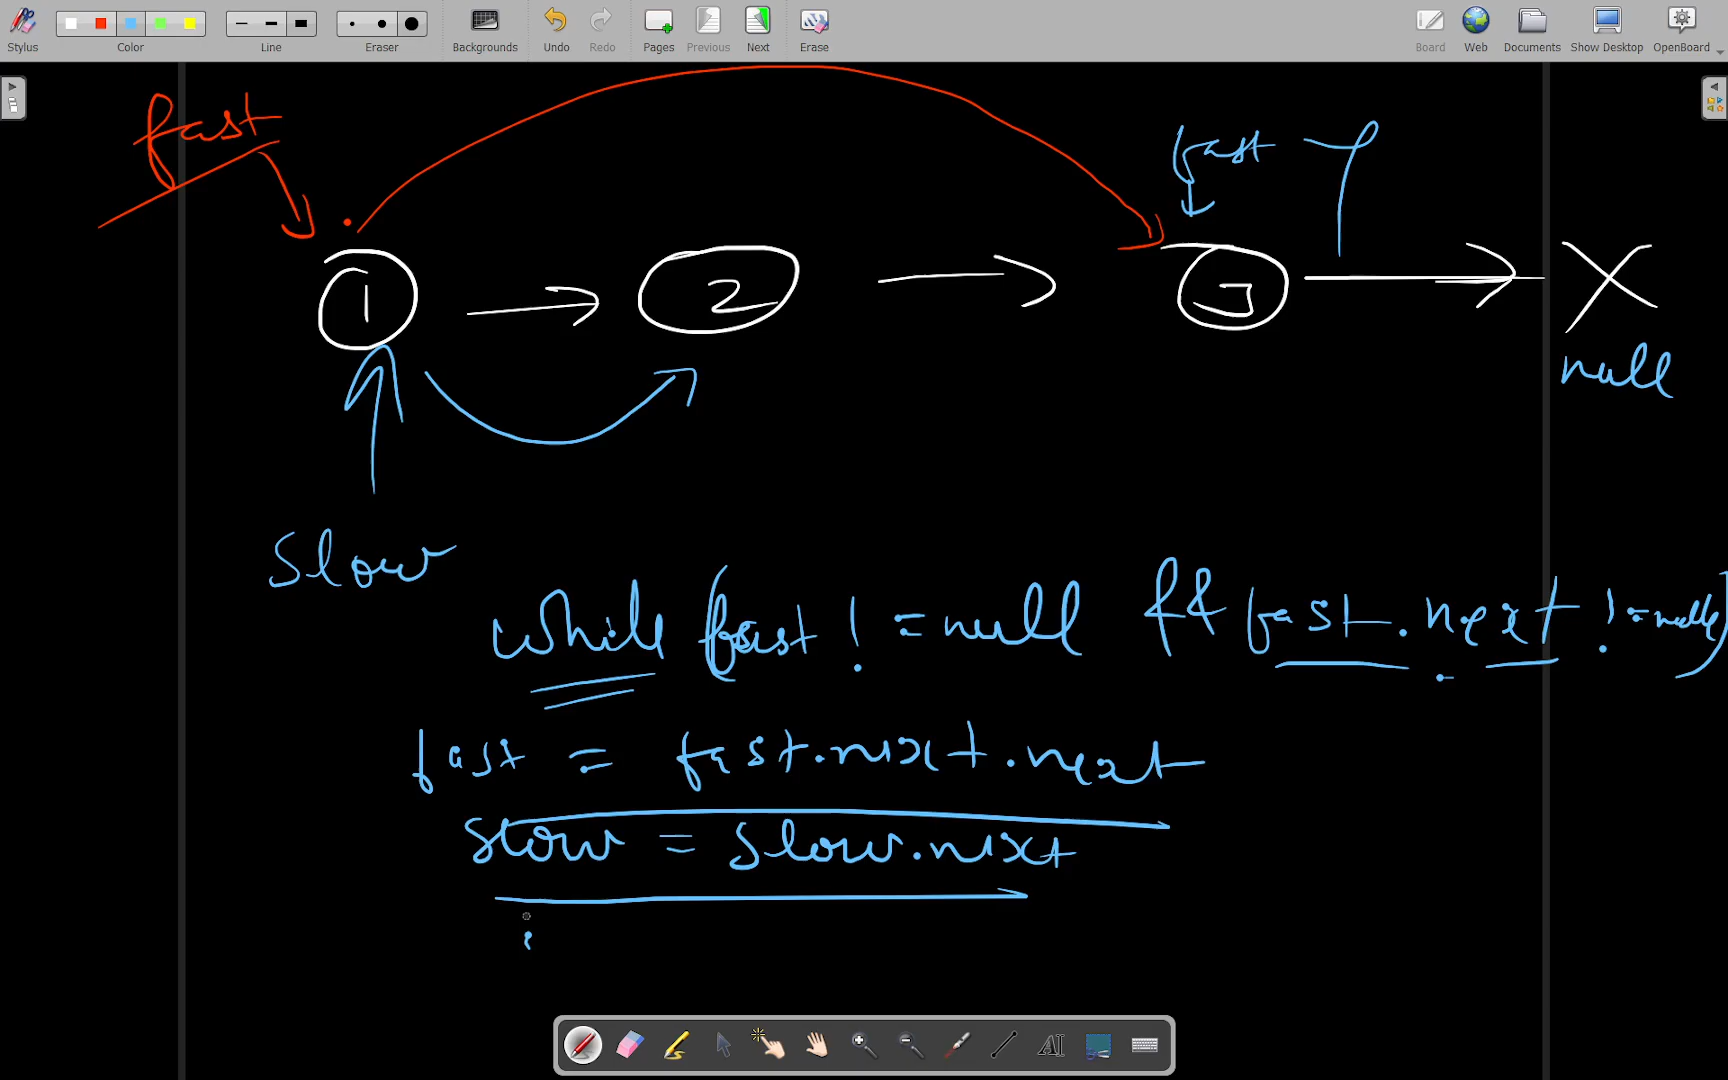 Stylus
Color
Line
Eraser
Backgrounds
Undo
Redo
Pages
Previous
Next
Erase
Board
Web
Documents
Show Desktop
OpenBoard
fast
fast
1
2
3
null
Slow
while (fast != null && fast.next != null)
fast = fast.next.next
slow = slow.next
i
AI